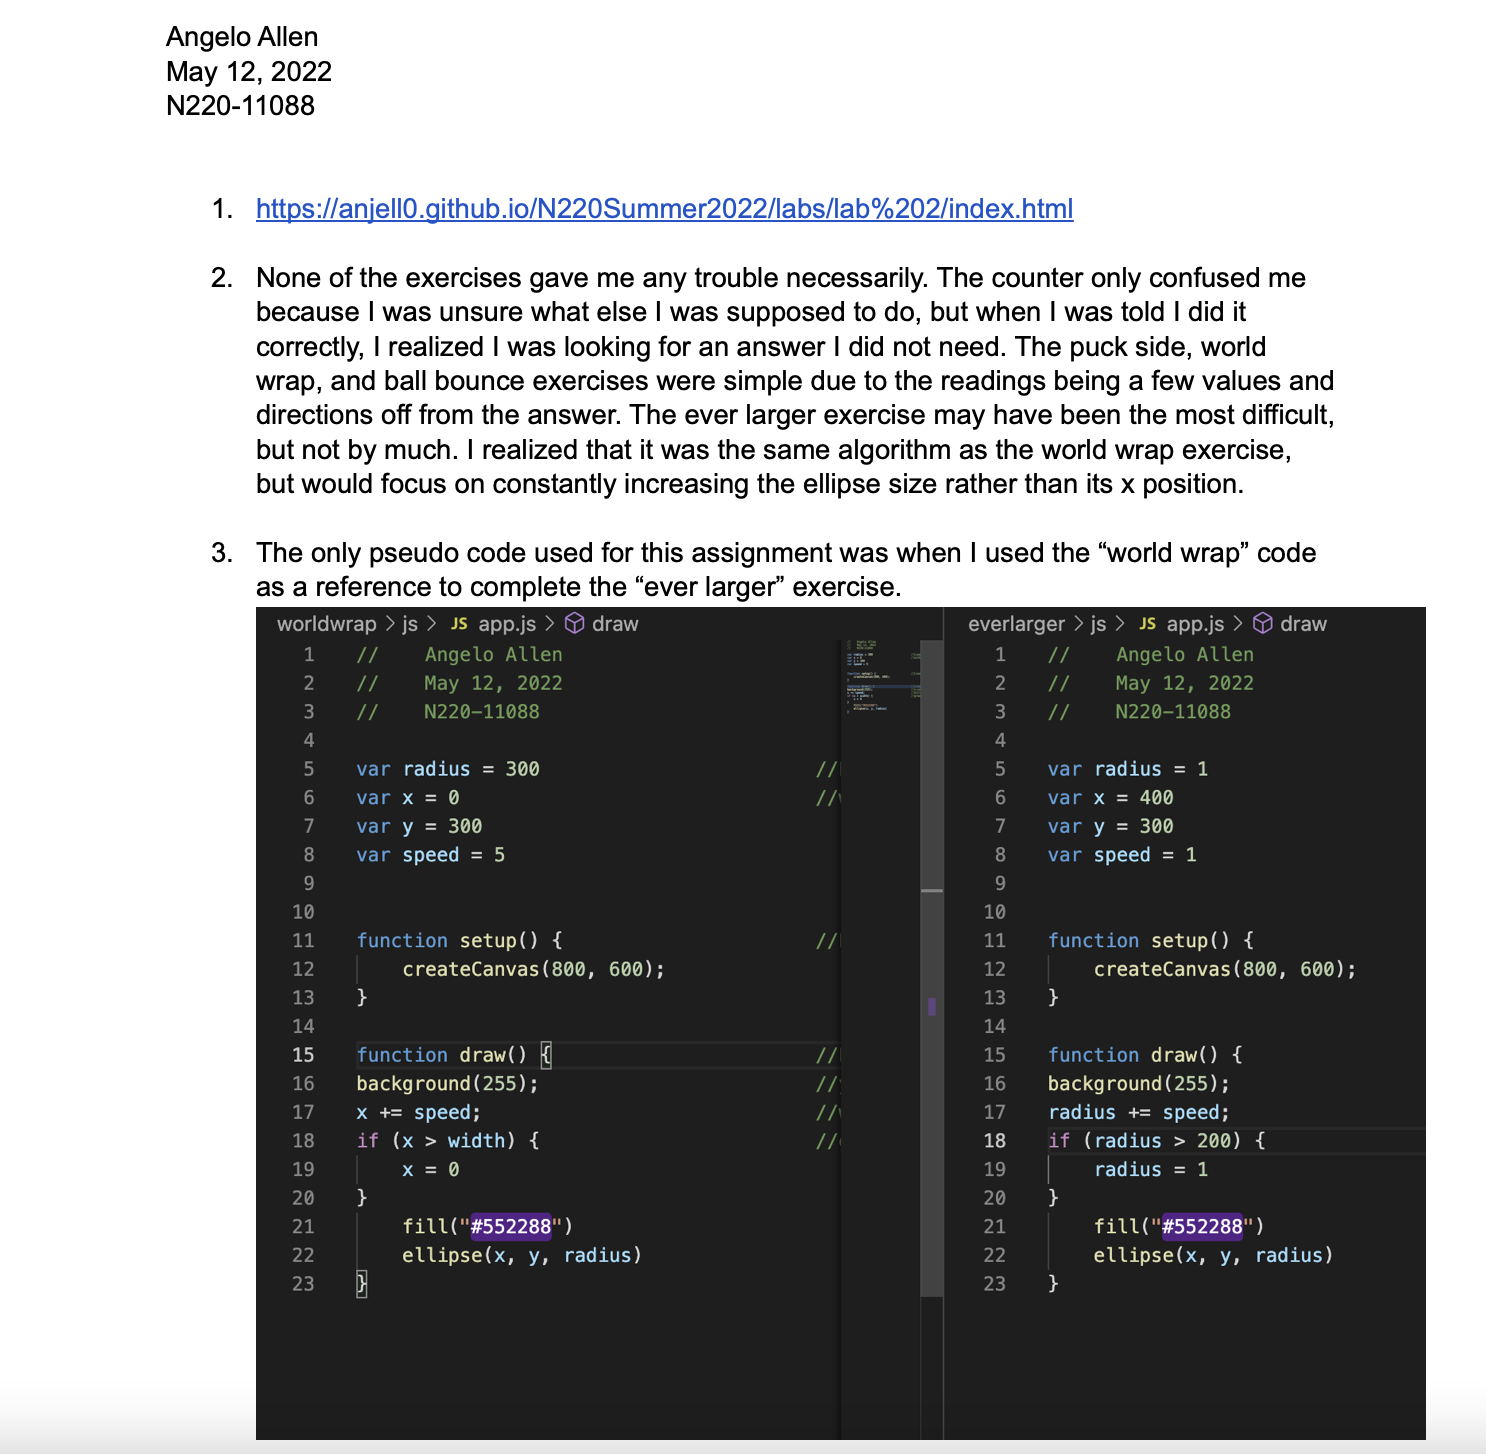 Angelo Allen
May 12, 2022
N220-11088
1. https://anjell0.github.io/N220Summer2022/labs/lab%202/index.html
2. None of the exercises gave me any trouble necessarily. The counter only confused me
because I was unsure what else I was supposed to do, but when I was told I did it
correctly, I realized I was looking for an answer I did not need. The puck side, world
wrap, and ball bounce exercises were simple due to the readings being a few values and
directions off from the answer. The ever larger exercise may have been the most difficult,
but not by much. I realized that it was the same algorithm as the world wrap exercise,
but would focus on constantly increasing the ellipse size rather than its x position.
3. The only pseudo code used for this assignment was when I used the “world wrap” code
as a reference to complete the “ever larger” exercise.
worldwrap > js > JS app.js > draw
1 // Angelo Allen
2 // May 12, 2022
3 // N220-11088
4
5 var radius = 300 //
6 var x = 0 //
7 var y = 300
8 var speed = 5
9
10
11 function setup() { //
12 createCanvas(800, 600);
13 }
14
15 function draw() { //
16 background(255); //
17 x += speed; //
18 if (x > width) { //
19 x = 0
20 }
21 fill("#552288")
22 ellipse(x, y, radius)
23 }
everlarger > js > JS app.js > draw
1 // Angelo Allen
2 // May 12, 2022
3 // N220-11088
4
5 var radius = 1
6 var x = 400
7 var y = 300
8 var speed = 1
9
10
11 function setup() {
12 createCanvas(800, 600);
13 }
14
15 function draw() {
16 background(255);
17 radius += speed;
18 if (radius > 200) {
19 radius = 1
20 }
21 fill("#552288")
22 ellipse(x, y, radius)
23 }